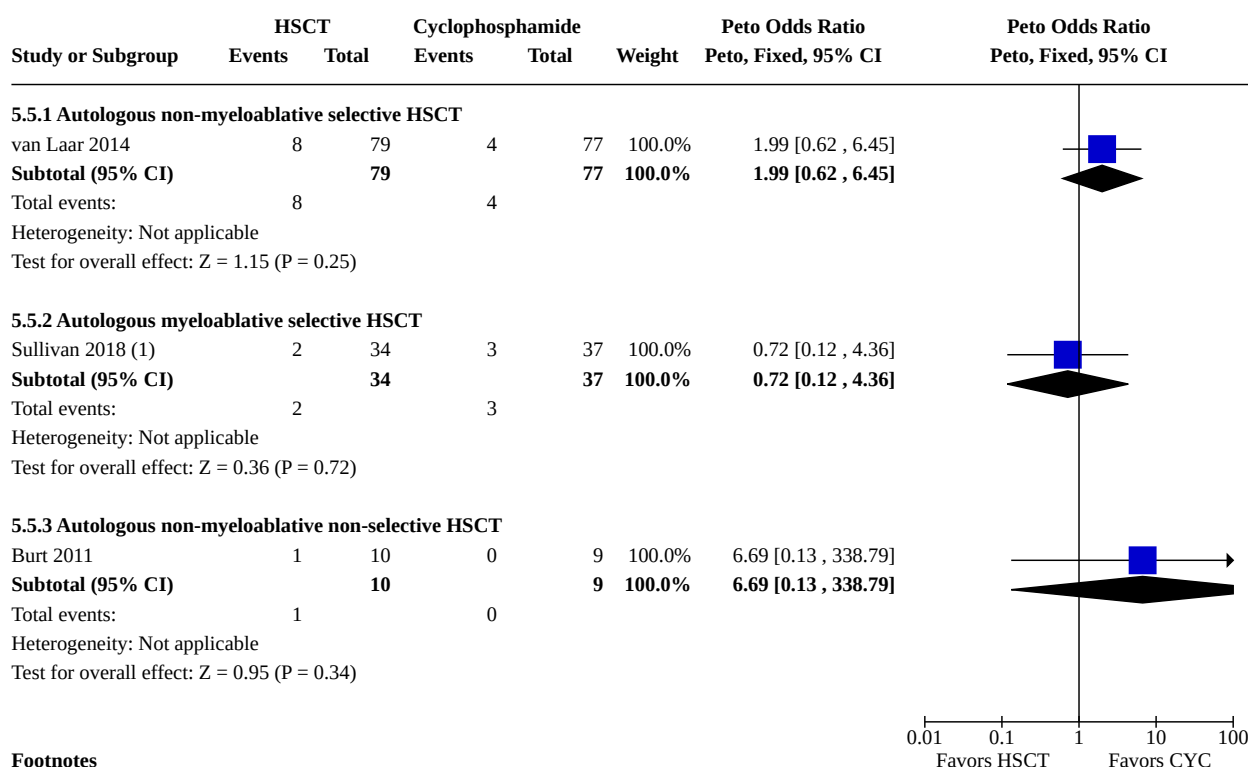 HSCT Cyclophosphamide Peto Odds Ratio Peto Odds Ratio
Study or Subgroup Events Total Events Total Weight Peto, Fixed, 95% CI Peto, Fixed, 95% CI
5.5.1 Autologous non-myeloablative selective HSCT
van Laar 2014 8 79 4 77 100.0% 1.99 [0.62 , 6.45]
Subtotal (95% CI) 79 77 100.0% 1.99 [0.62 , 6.45]
Total events: 8 4
Heterogeneity: Not applicable
Test for overall effect: Z = 1.15 (P = 0.25)
5.5.2 Autologous myeloablative selective HSCT
Sullivan 2018 (1) 2 34 3 37 100.0% 0.72 [0.12 , 4.36]
Subtotal (95% CI) 34 37 100.0% 0.72 [0.12 , 4.36]
Total events: 2 3
Heterogeneity: Not applicable
Test for overall effect: Z = 0.36 (P = 0.72)
5.5.3 Autologous non-myeloablative non-selective HSCT
Burt 2011 1 10 0 9 100.0% 6.69 [0.13 , 338.79]
Subtotal (95% CI) 10 9 100.0% 6.69 [0.13 , 338.79]
Total events: 1 0
Heterogeneity: Not applicable
Test for overall effect: Z = 0.95 (P = 0.34)
0.01 0.1 1 10 100
Footnotes Favors HSCT Favors CYC